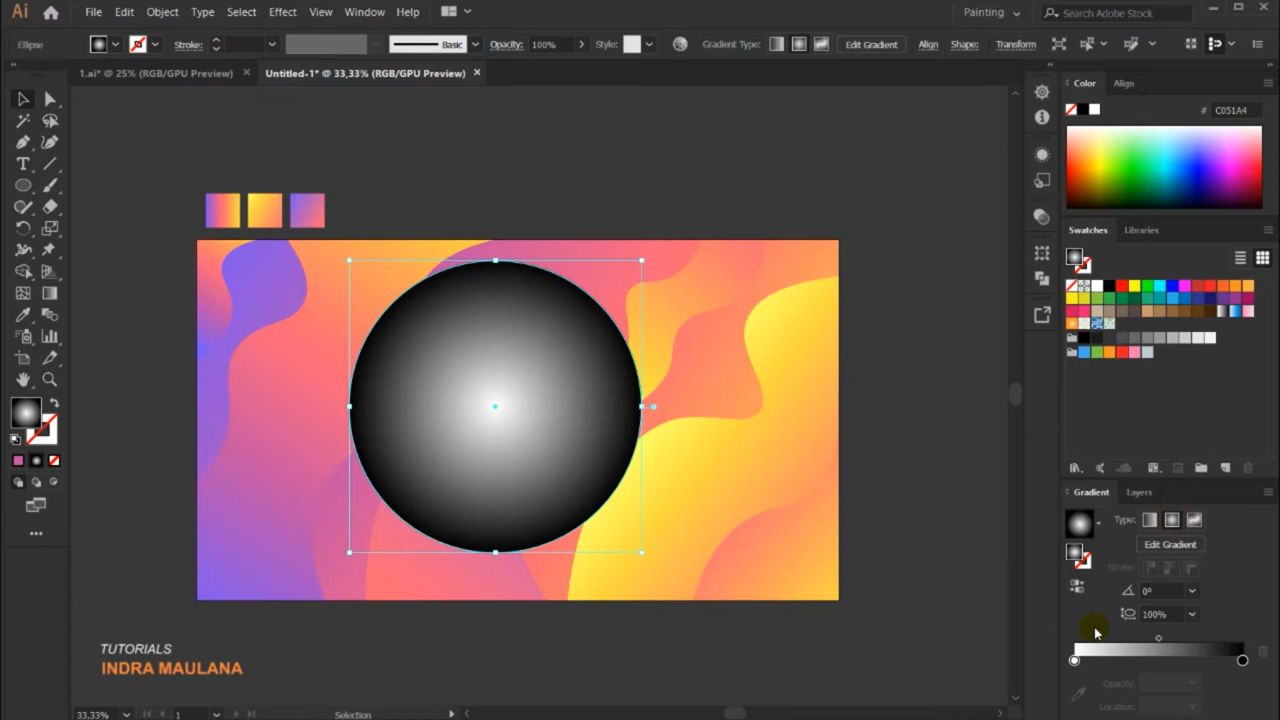 Ai File Edit Object Type Select Effect View Window Help Painting Search Adobe Stock
Ellipse Stroke: Basic Opacity: 100% Style: Gradient Type: Edit Gradient Align Shape: Transform
1.ai* @ 25% (RGB/GPU Preview) × Untitled-1* @ 33,33% (RGB/GPU Preview) ×
Color Align
# C051A4
Swatches Libraries
Gradient Layers
Type:
Edit Gradient
Stroke:
0°
100%
TUTORIALS
INDRA MAULANA
Opacity:
Location:
33,33% 1 Selection